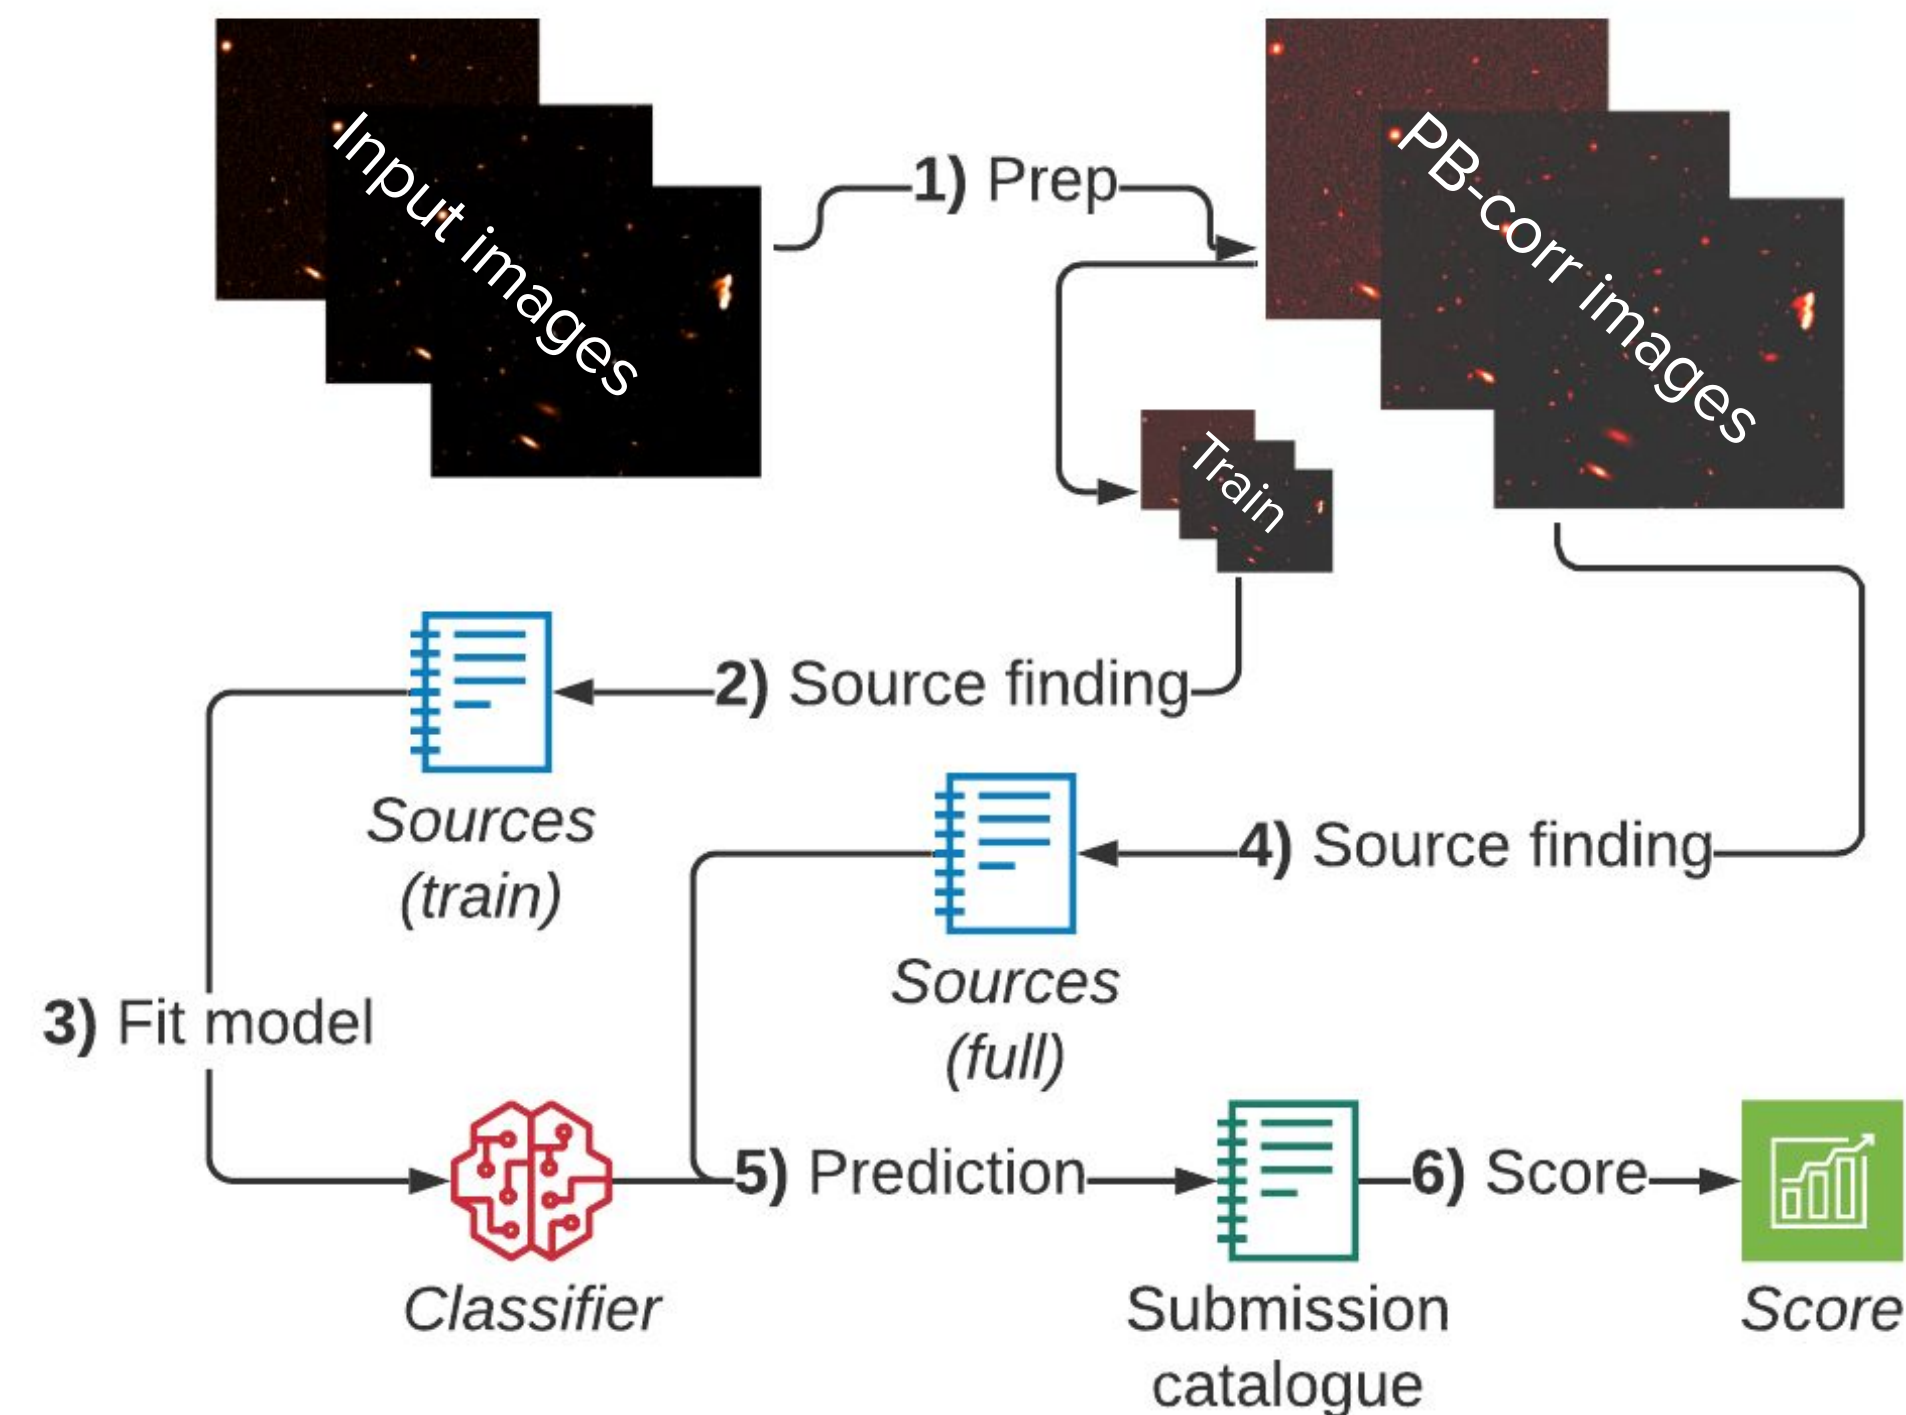 Input images
1) Prep
PB-corr images
Train
2) Source finding
Sources
(train)
4) Source finding
Sources
(full)
3) Fit model
5) Prediction
6) Score
Classifier
Submission
catalogue
Score